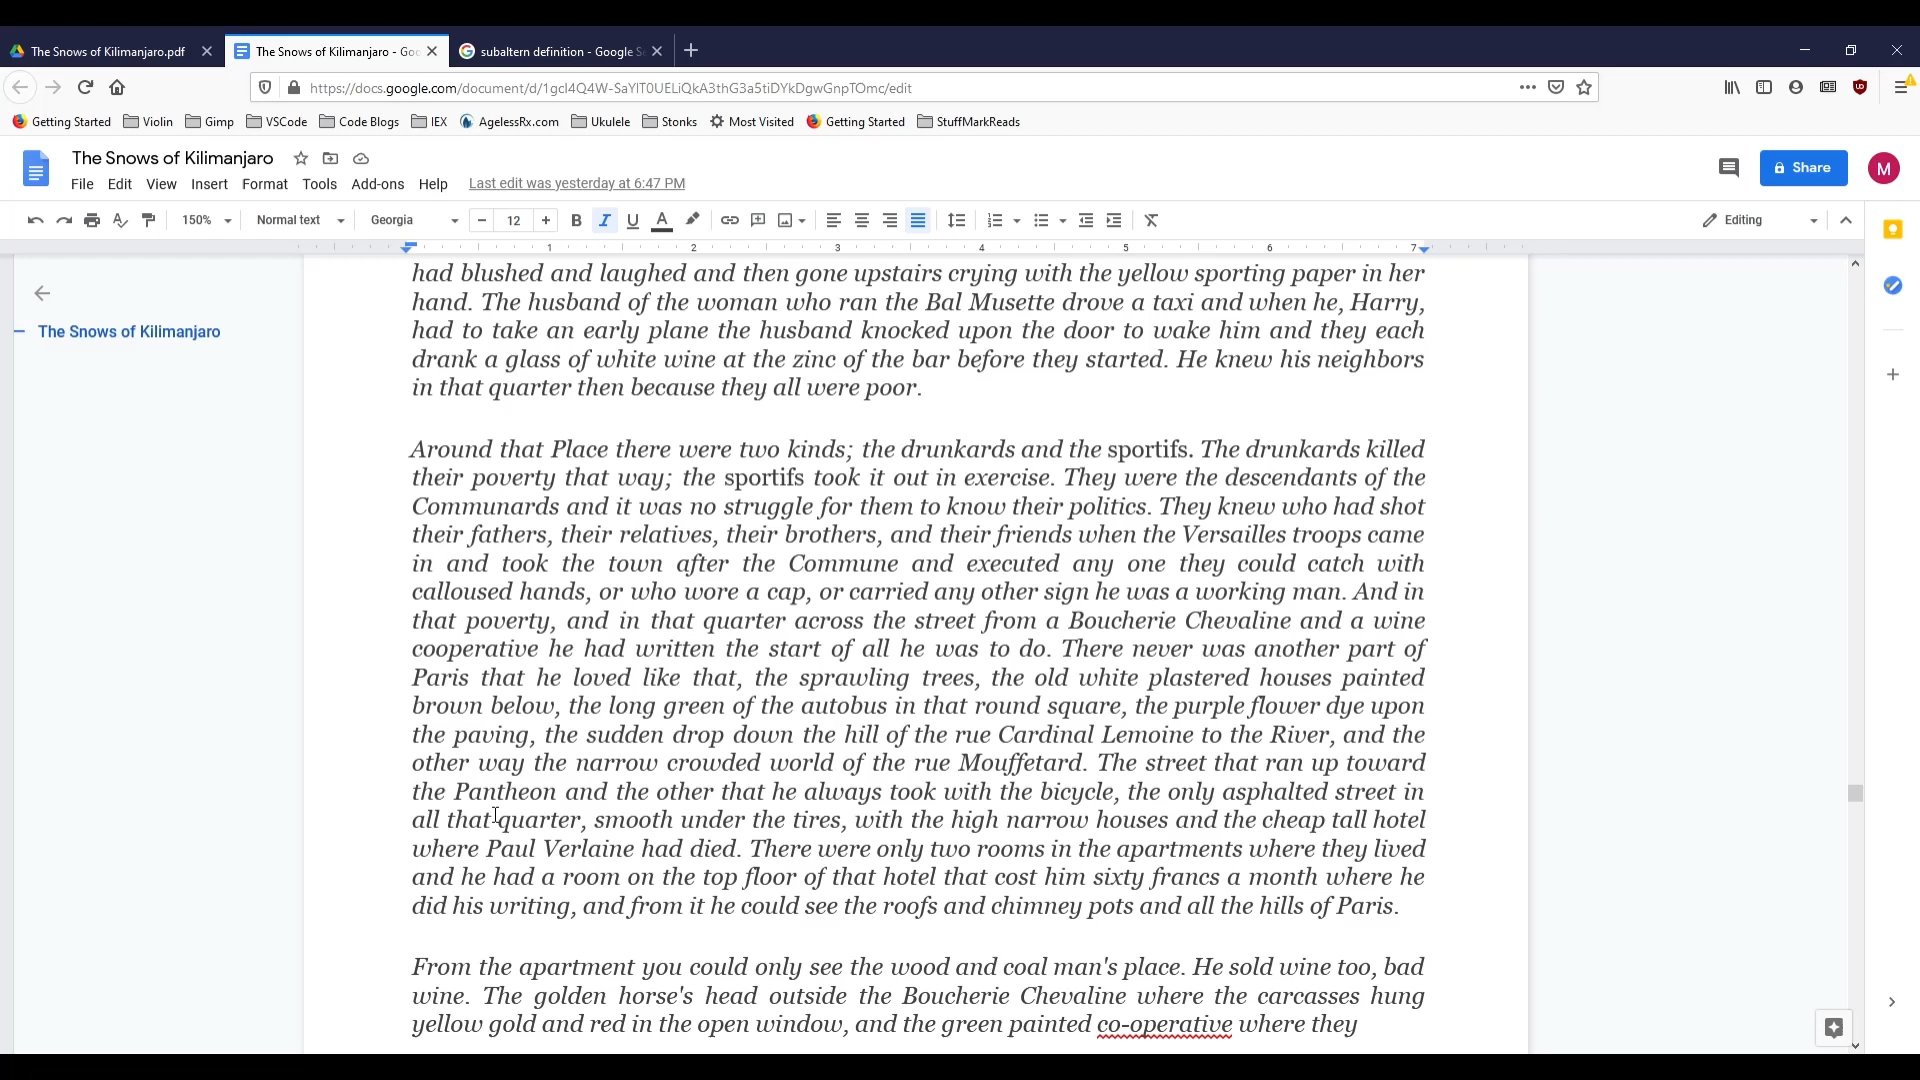 The Snows of Kilimanjaro.pdf
The Snows of Kilimanjaro - Goo
subaltern definition - Google S
https://docs.google.com/document/d/1gcl4Q4W-SaYlT0UELiQkA3thG3a5tiDYkDgwGnpTOmc/edit
Getting Started Violin Gimp VSCode Code Blogs IEX AgelessRx.com Ukulele Stonks Most Visited Getting Started StuffMarkReads
The Snows of Kilimanjaro
Share
M
File Edit View Insert Format Tools Add-ons Help Last edit was yesterday at 6:47 PM
150% Normal text Georgia − 12 + B I U A Editing
1 2 3 4 5 6 7
The Snows of Kilimanjaro
had blushed and laughed and then gone upstairs crying with the yellow sporting paper in her
hand. The husband of the woman who ran the Bal Musette drove a taxi and when he, Harry,
had to take an early plane the husband knocked upon the door to wake him and they each
drank a glass of white wine at the zinc of the bar before they started. He knew his neighbors
in that quarter then because they all were poor.
Around that Place there were two kinds; the drunkards and the sportifs. The drunkards killed
their poverty that way; the sportifs took it out in exercise. They were the descendants of the
Communards and it was no struggle for them to know their politics. They knew who had shot
their fathers, their relatives, their brothers, and their friends when the Versailles troops came
in and took the town after the Commune and executed any one they could catch with
calloused hands, or who wore a cap, or carried any other sign he was a working man. And in
that poverty, and in that quarter across the street from a Boucherie Chevaline and a wine
cooperative he had written the start of all he was to do. There never was another part of
Paris that he loved like that, the sprawling trees, the old white plastered houses painted
brown below, the long green of the autobus in that round square, the purple flower dye upon
the paving, the sudden drop down the hill of the rue Cardinal Lemoine to the River, and the
other way the narrow crowded world of the rue Mouffetard. The street that ran up toward
the Pantheon and the other that he always took with the bicycle, the only asphalted street in
all that quarter, smooth under the tires, with the high narrow houses and the cheap tall hotel
where Paul Verlaine had died. There were only two rooms in the apartments where they lived
and he had a room on the top floor of that hotel that cost him sixty francs a month where he
did his writing, and from it he could see the roofs and chimney pots and all the hills of Paris.
From the apartment you could only see the wood and coal man's place. He sold wine too, bad
wine. The golden horse's head outside the Boucherie Chevaline where the carcasses hung
yellow gold and red in the open window, and the green painted co-operative where they